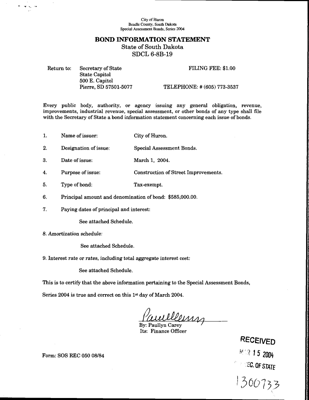 City of Huron
Beadle County, South Dakota
Special Assessment Bonds, Series 2004
BOND INFORMATION STATEMENT
State of South Dakota
SDCL 6-8B-19
Return to: Secretary of State FILING FEE: $1.00
State Capitol
500 E. Capitol
Pierre, SD 57501-5077 TELEPHONE: # (605) 773-3537
Every public body, authority, or agency issuing any general obligation, revenue,
improvements, industrial revenue, special assessment, or other bonds of any type shall file
with the Secretary of State a bond information statement concerning each issue of bonds.
1. Name of issuer: City of Huron.
2. Designation of issue: Special Assessment Bonds.
3. Date of issue: March 1, 2004.
4. Purpose of issue: Construction of Street Improvements.
5. Type of bond: Tax-exempt.
6. Principal amount and denomination of bond: $585,000.00.
7. Paying dates of principal and interest:
See attached Schedule.
8. Amortization schedule:
See attached Schedule.
9. Interest rate or rates, including total aggregate interest cost:
See attached Schedule.
This is to certify that the above information pertaining to the Special Assessment Bonds,
Series 2004 is true and correct on this 1st day of March 2004.
By: Paullyn Carey
Its: Finance Officer
RECEIVED
15 2004
Form: SOS REC 050 08/84
EC. OF STATE
1300733